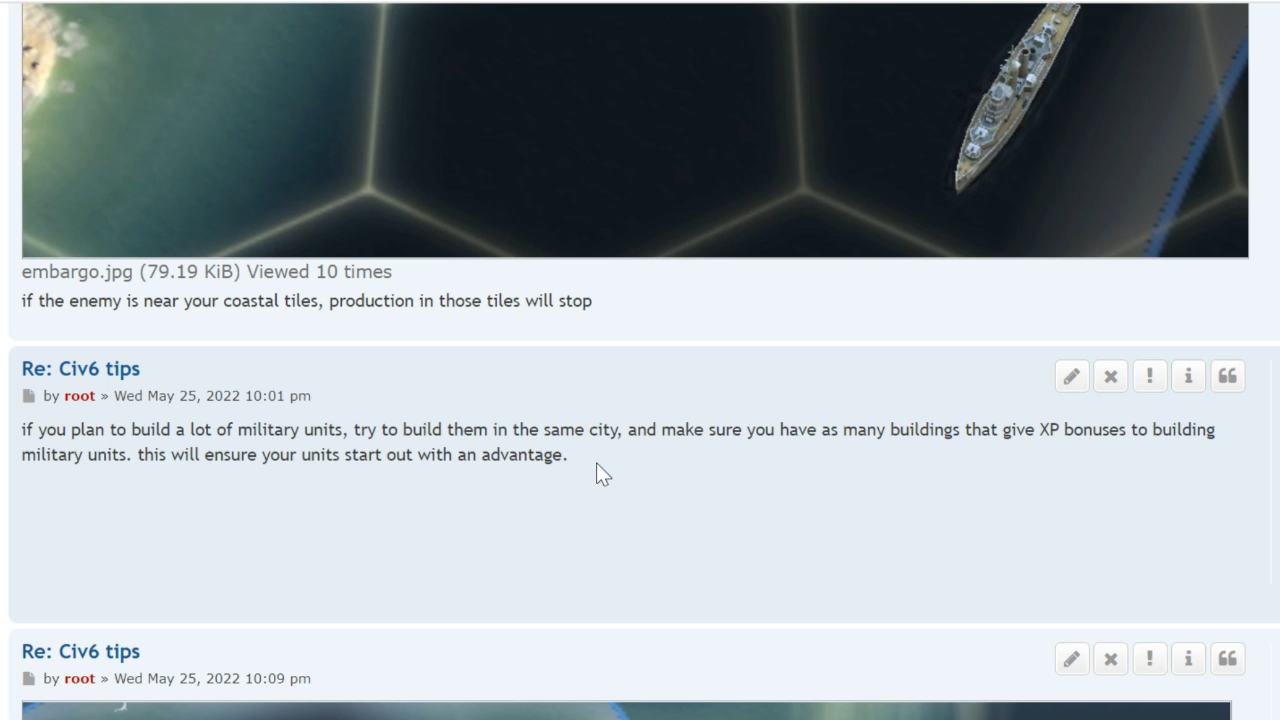 embargo.jpg (79.19 KiB) Viewed 10 times
if the enemy is near your coastal tiles, production in those tiles will stop
Re: Civ6 tips
by root » Wed May 25, 2022 10:01 pm
if you plan to build a lot of military units, try to build them in the same city, and make sure you have as many buildings that give XP bonuses to building
military units. this will ensure your units start out with an advantage.
Re: Civ6 tips
by root » Wed May 25, 2022 10:09 pm